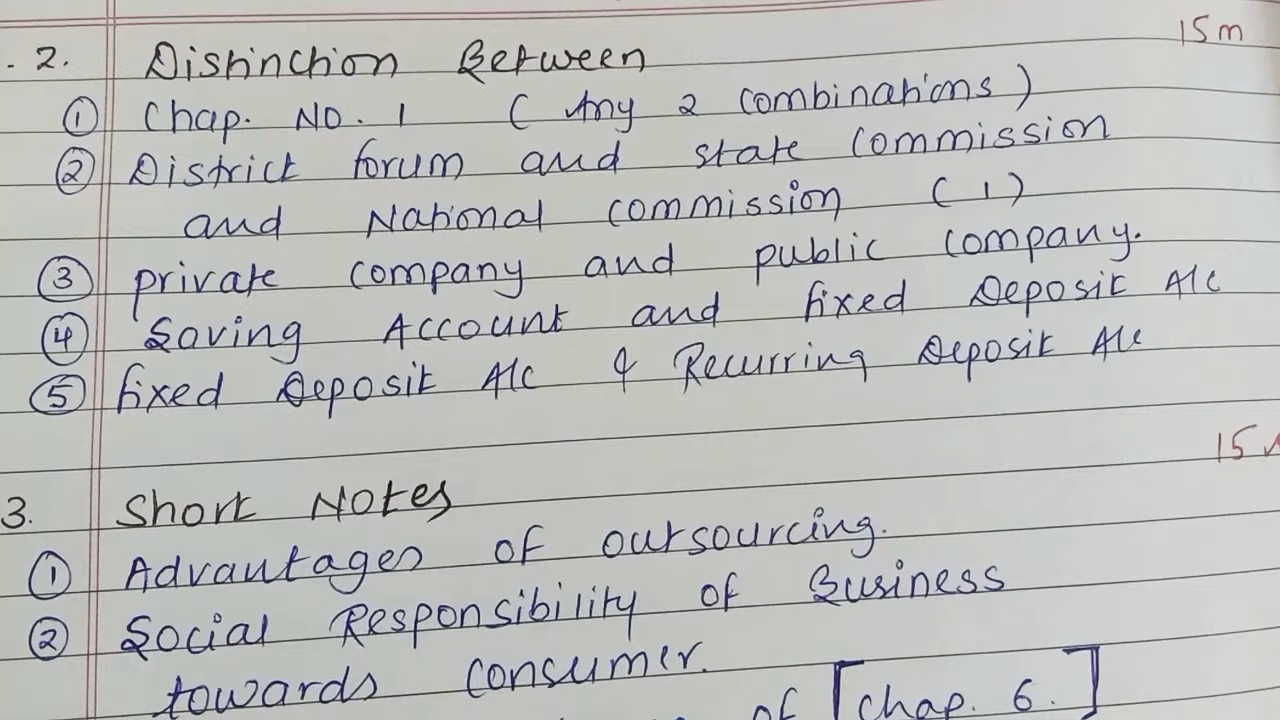 15m
2. Distinction Between
① Chap. No. 1 (Any 2 combinations)
② District forum and state commission
and National commission (1)
③ private company and public company.
④ Saving Account and fixed Deposit A/c
⑤ fixed Deposit A/c & Recurring Deposit A/c
15
3. Short Notes
① Advantages of outsourcing.
② Social Responsibility of Business
towards consumer.
of [chap. 6.]